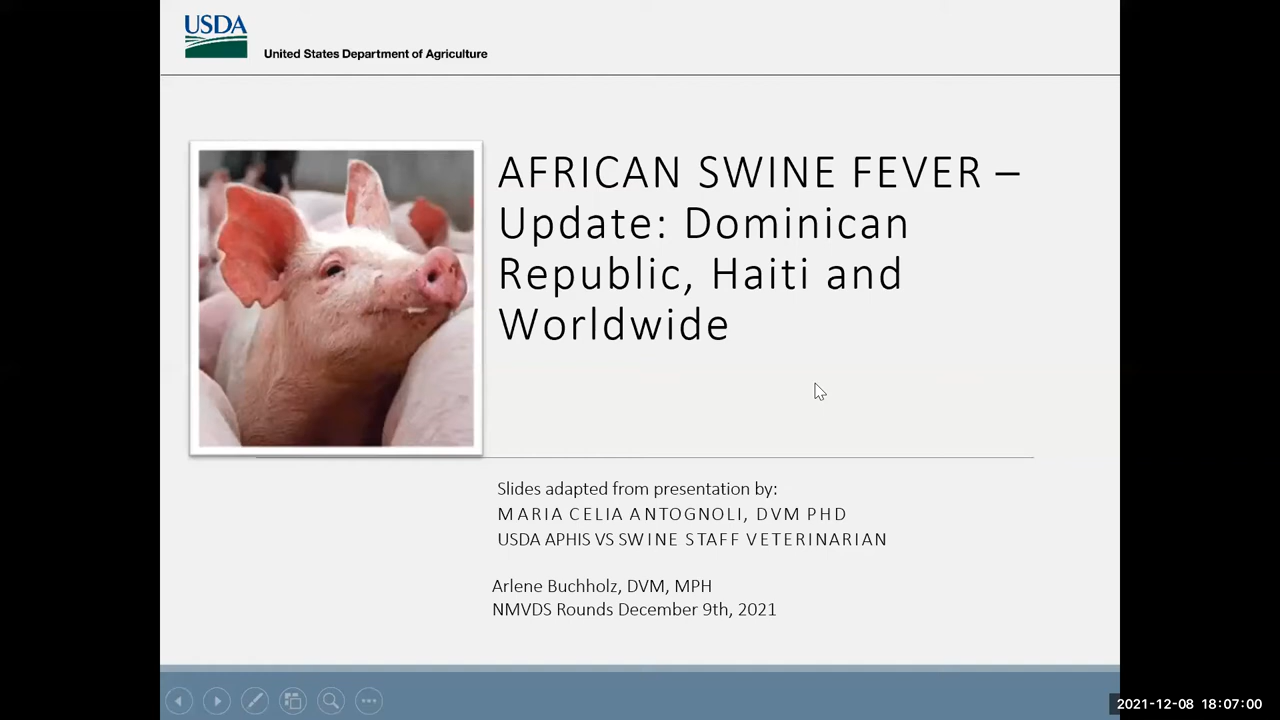 USDA
United States Department of Agriculture
AFRICAN SWINE FEVER –
Update: Dominican
Republic, Haiti and
Worldwide
Slides adapted from presentation by:
MARIA CELIA ANTOGNOLI, DVM PHD
USDA APHIS VS SWINE STAFF VETERINARIAN
Arlene Buchholz, DVM, MPH
NMVDS Rounds December 9th, 2021
2021-12-08 18:07:00